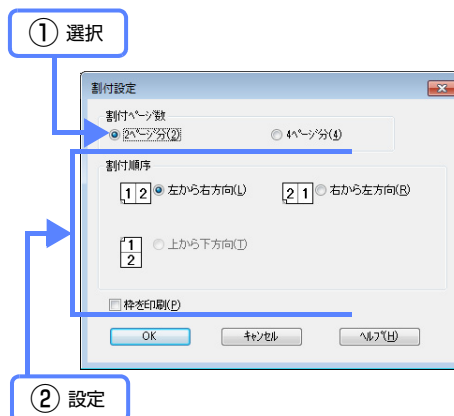 ① 選択
割付設定
割付ページ数
2ページ分(2) 4ページ分(4)
割付順序
1 2 左から右方向(L) 2 1 右から左方向(R)
1 上から下方向(T)
2
枠を印刷(P)
OK キャンセル ヘルプ(H)
② 設定